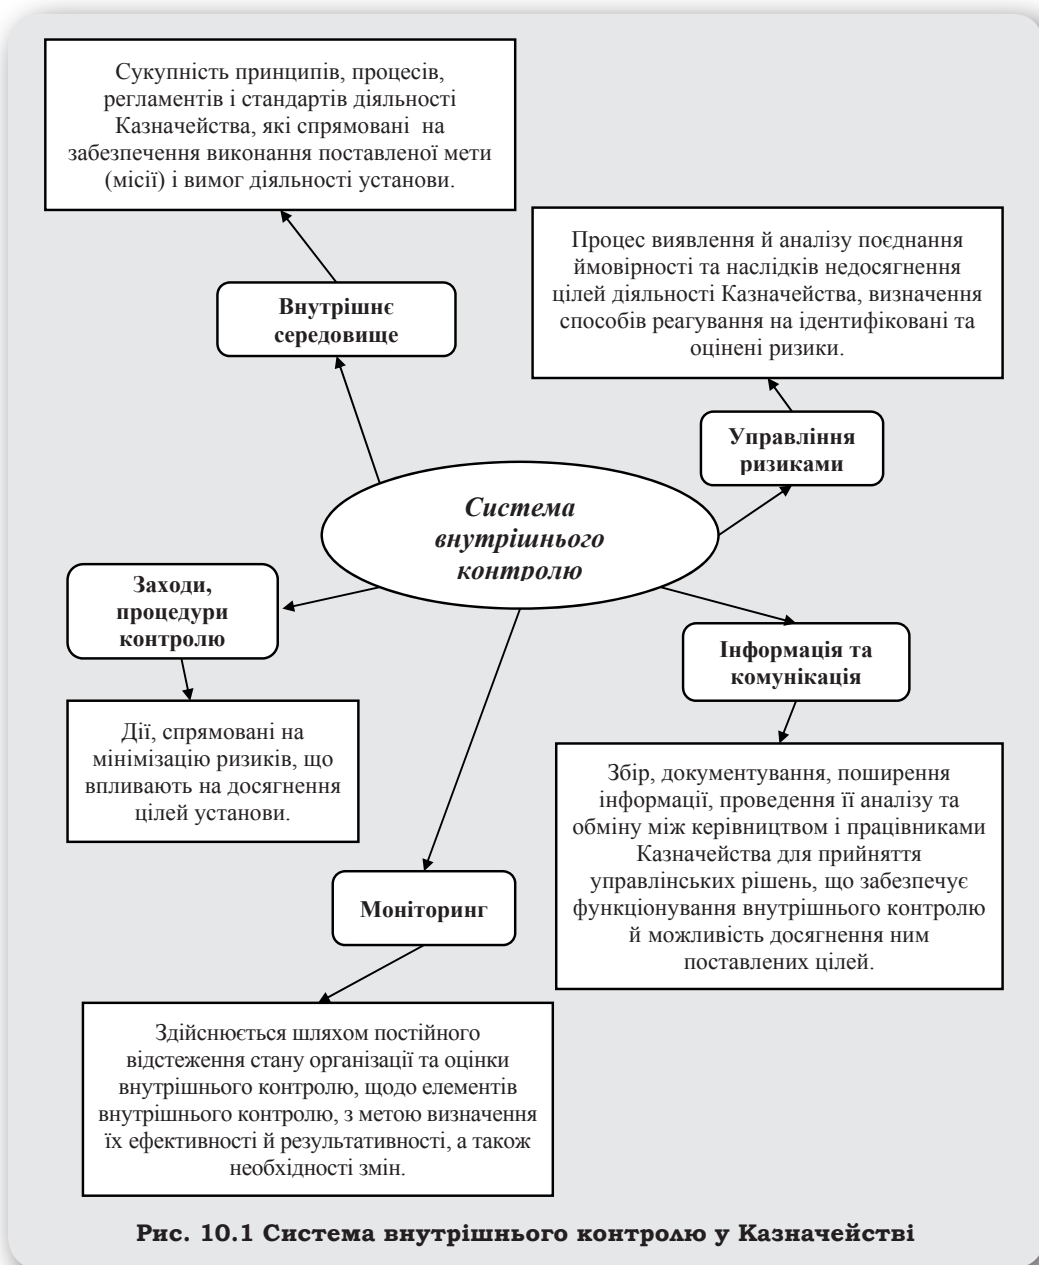 Сукупність принципів, процесів,
регламентів і стандартів діяльності
Казначейства, які спрямовані на
забезпечення виконання поставленої мети
(місії) і вимог діяльності установи.
Процес виявлення й аналізу поєднання
ймовірності та наслідків недосягнення
цілей діяльності Казначейства, визначення
способів реагування на ідентифіковані та
оцінені ризики.
Внутрішнє
середовище
Управління
ризиками
Система
внутрішнього
контролю
Заходи,
процедури
контролю
Інформація та
комунікація
Дії, спрямовані на
мінімізацію ризиків, що
впливають на досягнення
цілей установи.
Збір, документування, поширення
інформації, проведення її аналізу та
обміну між керівництвом і працівниками
Казначейства для прийняття
управлінських рішень, що забезпечує
функціонування внутрішнього контролю
й можливість досягнення ним
поставлених цілей.
Моніторинг
Здійснюється шляхом постійного
відстеження стану організації та оцінки
внутрішнього контролю, щодо елементів
внутрішнього контролю, з метою визначення
їх ефективності й результативності, а також
необхідності змін.
Рис. 10.1 Система внутрішнього контролю у Казначействі